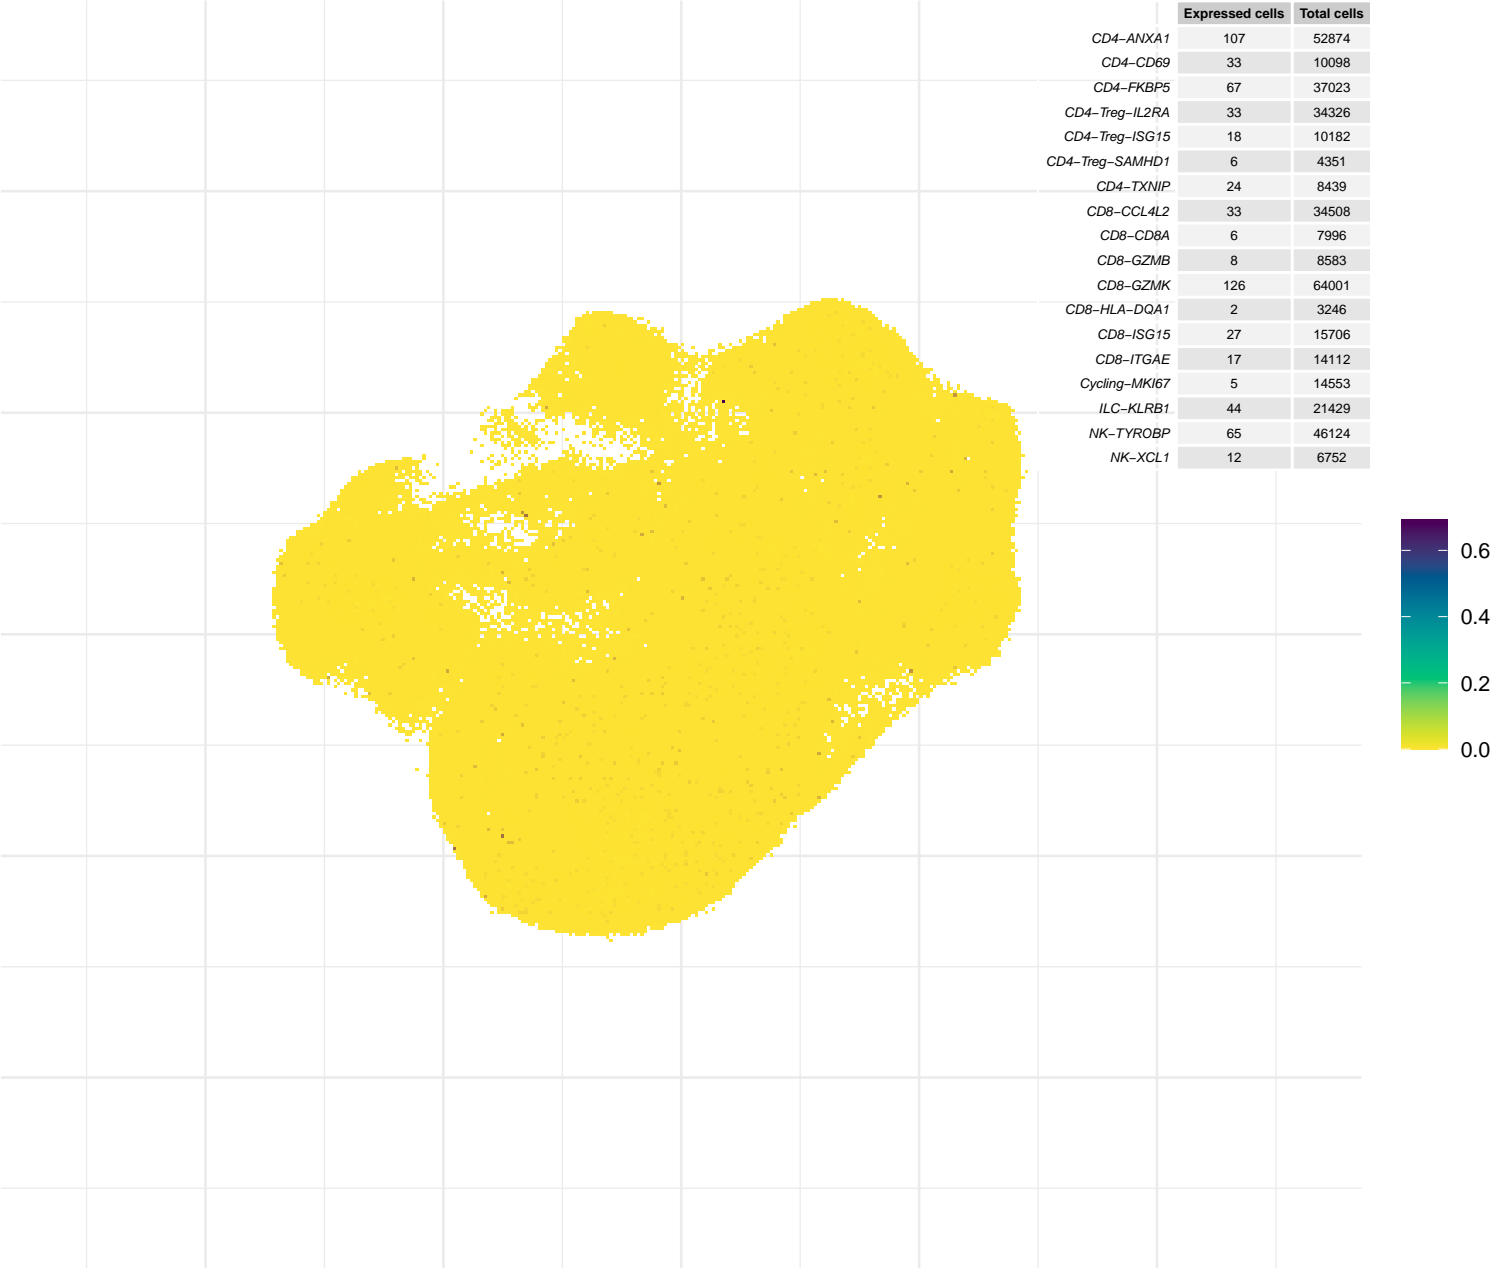 Expressed cells Total cells
CD4−ANXA1 107 52874
CD4−CD69 33 10098
CD4−FKBP5 67 37023
CD4−Treg−IL2RA 33 34326
CD4−Treg−ISG15 18 10182
CD4−Treg−SAMHD1 6 4351
CD4−TXNIP 24 8439
CD8−CCL4L2 33 34508
CD8−CD8A 6 7996
CD8−GZMB 8 8583
CD8−GZMK 126 64001
CD8−HLA−DQA1 2 3246
CD8−ISG15 27 15706
CD8−ITGAE 17 14112
Cycling−MKI67 5 14553
ILC−KLRB1 44 21429
NK−TYROBP 65 46124
NK−XCL1 12 6752
0.6
0.4
0.2
0.0